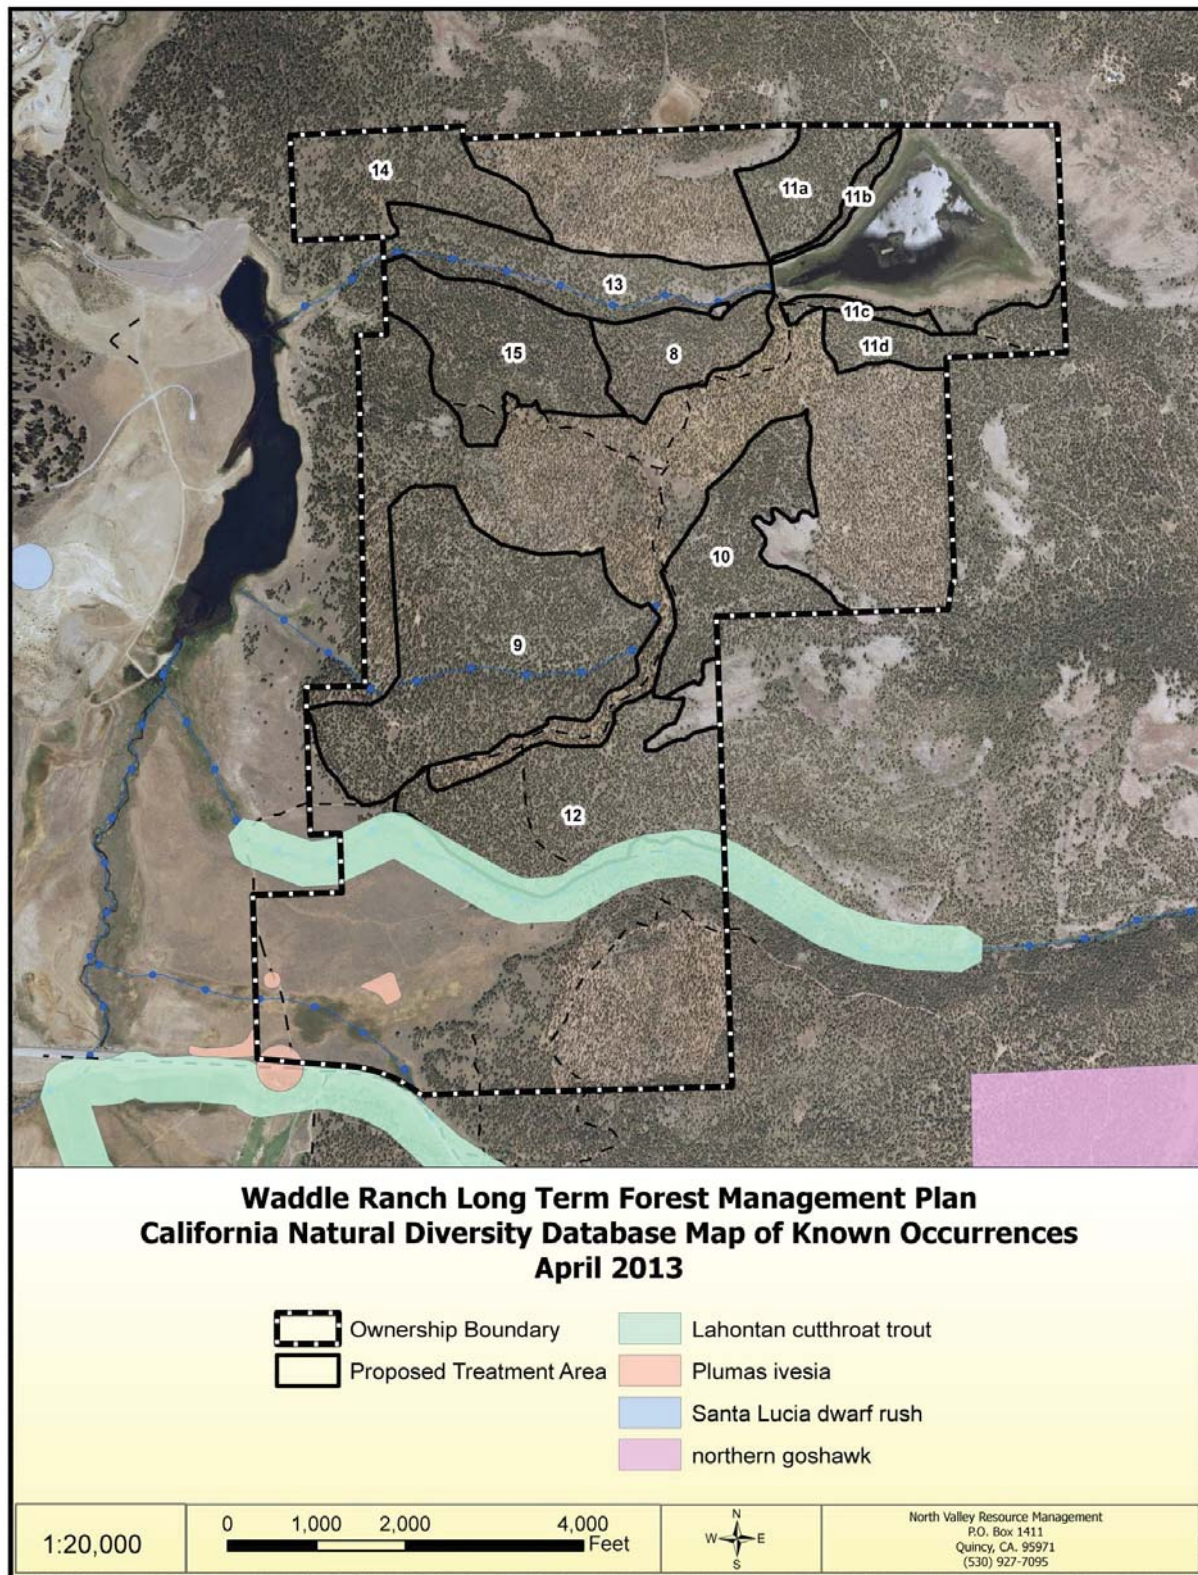 14
11a
11b
13
11c
15
8
11d
10
9
12
Waddle Ranch Long Term Forest Management Plan
California Natural Diversity Database Map of Known Occurrences
April 2013
Ownership Boundary
Proposed Treatment Area
Lahontan cutthroat trout
Plumas ivesia
Santa Lucia dwarf rush
northern goshawk
1:20,000
0 1,000 2,000 4,000
Feet
N
W E
S
North Valley Resource Management
P.O. Box 1411
Quincy, CA. 95971
(530) 927-7095